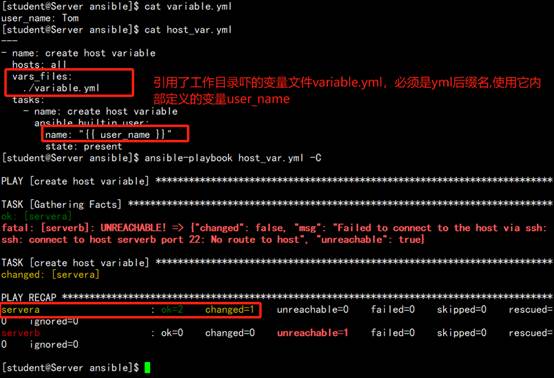 [student@Server ansible]$ cat variable.yml
user_name: Tom
[student@Server ansible]$ cat host_var.yml
---
- name: create host variable
hosts: all
vars_files:
./variable.yml
引用了工作目录吓的变量文件variable.yml，必须是yml后缀名,使用它内
部定义的变量user_name
tasks:
- name: create host variable
ansible.builtin.user:
name: "{{ user_name }}"
state: present
[student@Server ansible]$ ansible-playbook host_var.yml -C
PLAY [create host variable] ****************************************************************
TASK [Gathering Facts] ****************************************************************
ok: [servera]
fatal: [serverb]: UNREACHABLE! => {"changed": false, "msg": "Failed to connect to the host via ssh:
ssh: connect to host serverb port 22: No route to host", "unreachable": true}
TASK [create host variable] ****************************************************************
changed: [servera]
PLAY RECAP ****************************************************************
servera : ok=2 changed=1 unreachable=0 failed=0 skipped=0 rescued=
0 ignored=0
serverb : ok=0 changed=0 unreachable=1 failed=0 skipped=0 rescued=
0 ignored=0
[student@Server ansible]$